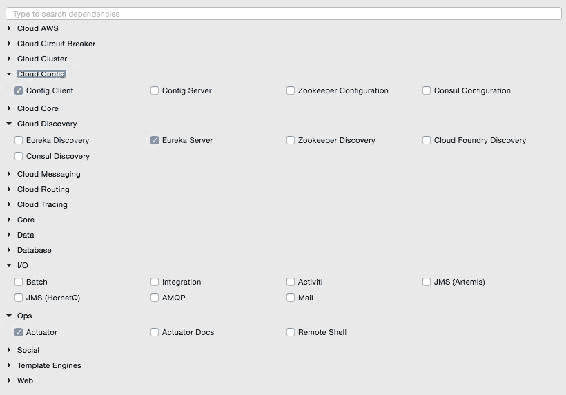 Type to search dependencies
Cloud AWS
Cloud Circuit Breaker
Cloud Cluster
Config Client Config Server Zookeeper Configuration Consul Configuration
Cloud Core
Cloud Discovery
Eureka Discovery Eureka Server Zookeeper Discovery Cloud Foundry Discovery
Consul Discovery
Cloud Messaging
Cloud Routing
Cloud Tracing
Core
Data
Database
I/O
Batch Integration Activiti JMS (Artemis)
JMS (HornetQ) AMQP Mail
Ops
Actuator Actuator Docs Remote Shell
Social
Template Engines
Web